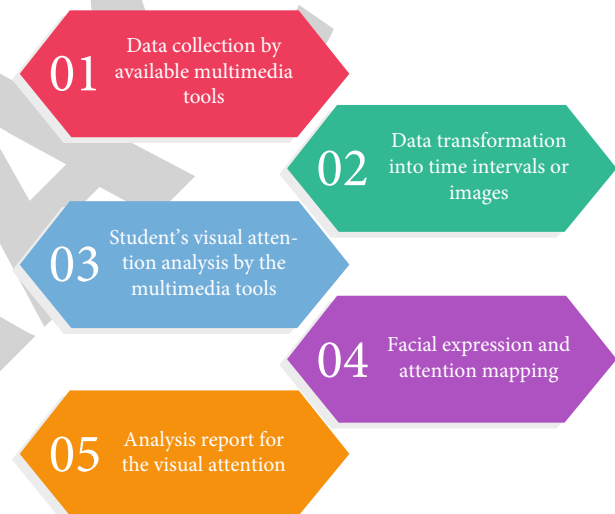 01
Data collection by
available multimedia
tools
02
Data transformation
into time intervals or
images
03
Student’s visual atten-
tion analysis by the
multimedia tools
04
Facial expression and
attention mapping
05
Analysis report for
the visual attention